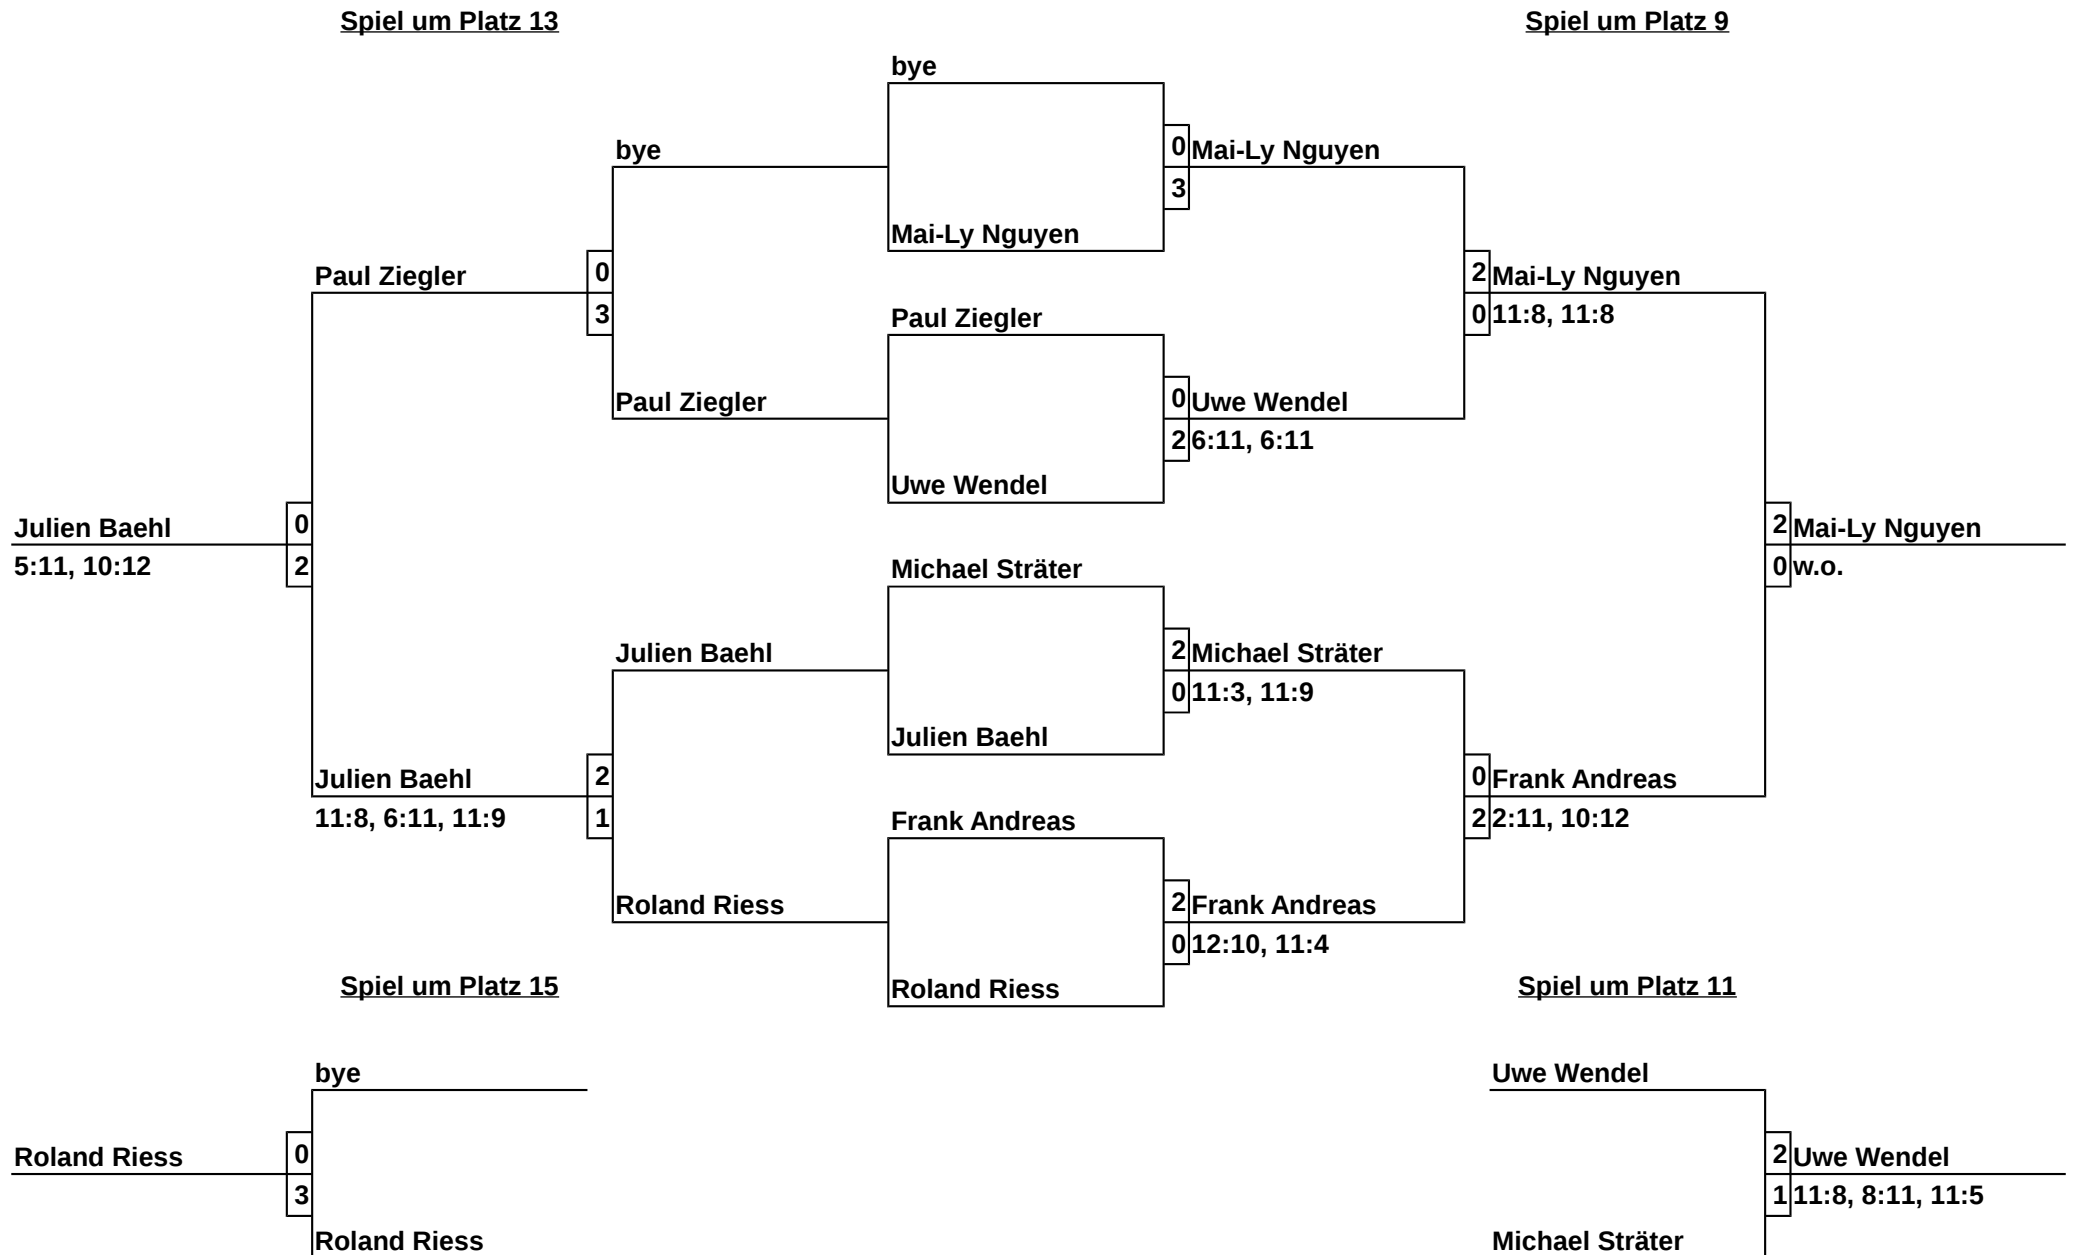 Spiel um Platz 13
Spiel um Platz 9
bye
bye
0 Mai-Ly Nguyen
3
Mai-Ly Nguyen
Paul Ziegler
0
2 Mai-Ly Nguyen
3
Paul Ziegler
0 11:8, 11:8
Paul Ziegler
0 Uwe Wendel
2 6:11, 6:11
Uwe Wendel
Julien Baehl
0
2 Mai-Ly Nguyen
5:11, 10:12
2
Michael Sträter
0 w.o.
Julien Baehl
2 Michael Sträter
0 11:3, 11:9
Julien Baehl
Julien Baehl
2
0 Frank Andreas
11:8, 6:11, 11:9
1
Frank Andreas
2 2:11, 10:12
Roland Riess
2 Frank Andreas
0 12:10, 11:4
Spiel um Platz 15
Roland Riess
Spiel um Platz 11
bye
Uwe Wendel
Roland Riess
0
2 Uwe Wendel
3
1 11:8, 8:11, 11:5
Roland Riess
Michael Sträter